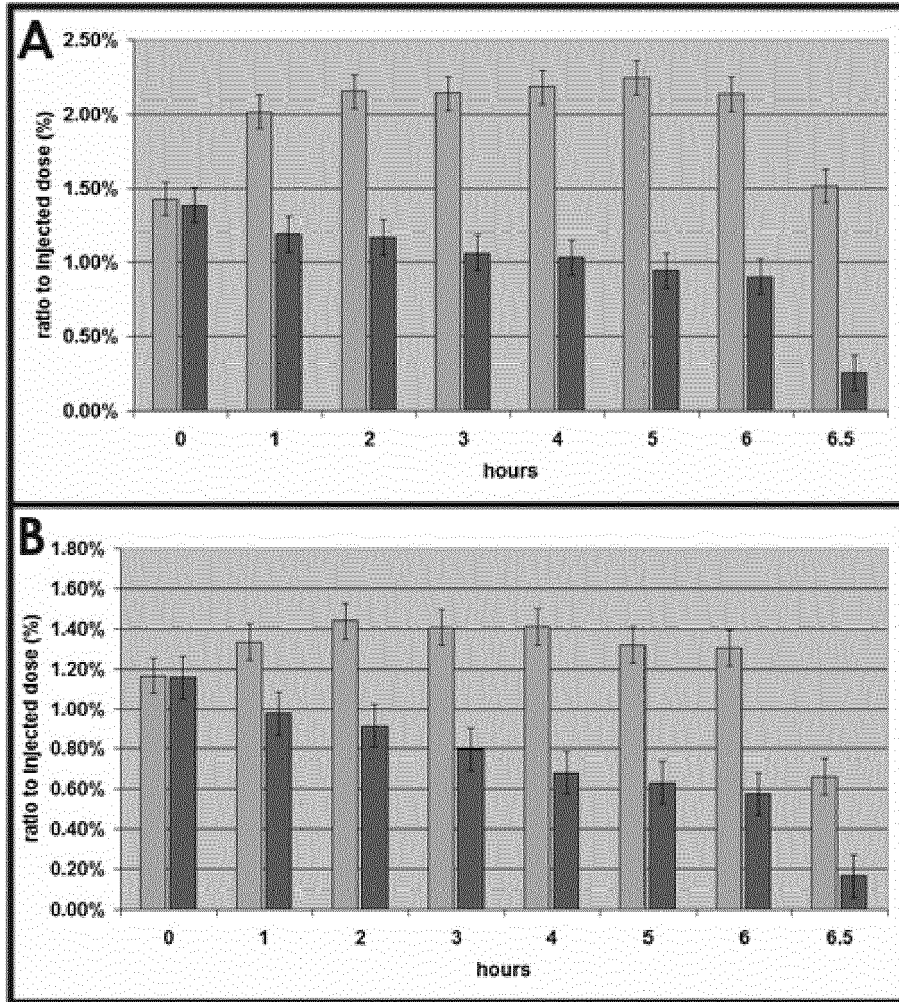 A
2.50%
2.00%
1.50%
1.00%
0.50%
0.00%
ratio to Injected dose (%)
0 1 2 3 4 5 6 6.5
hours
B
1.80%
1.60%
1.40%
1.20%
1.00%
0.80%
0.60%
0.40%
0.20%
0.00%
ratio to Injected dose (%)
0 1 2 3 4 5 6 6.5
hours